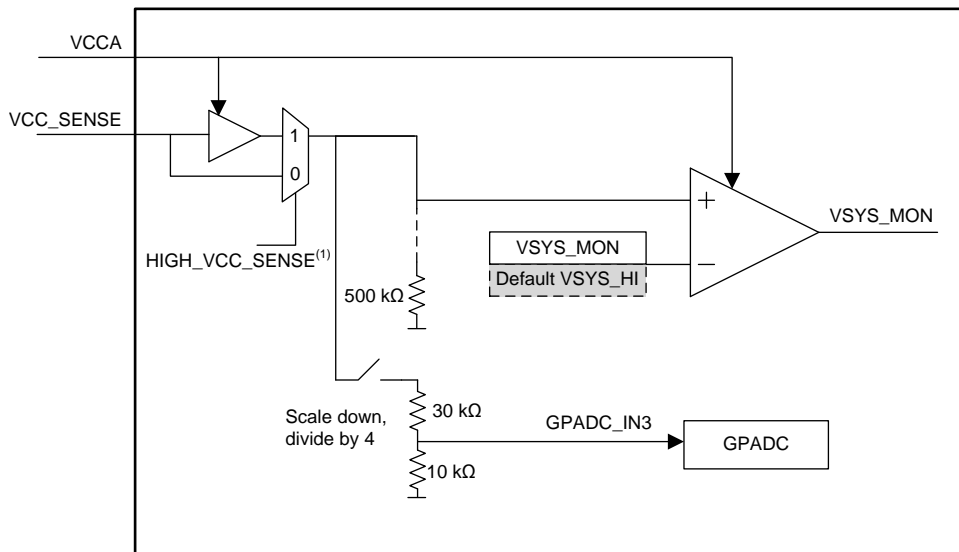 VCCA
VCC_SENSE
1
0
HIGH_VCC_SENSE(1)
+
VSYS_MON
VSYS_MON
–
Default VSYS_HI
500 kΩ
Scale down,
divide by 4
30 kΩ
GPADC_IN3
GPADC
10 kΩ